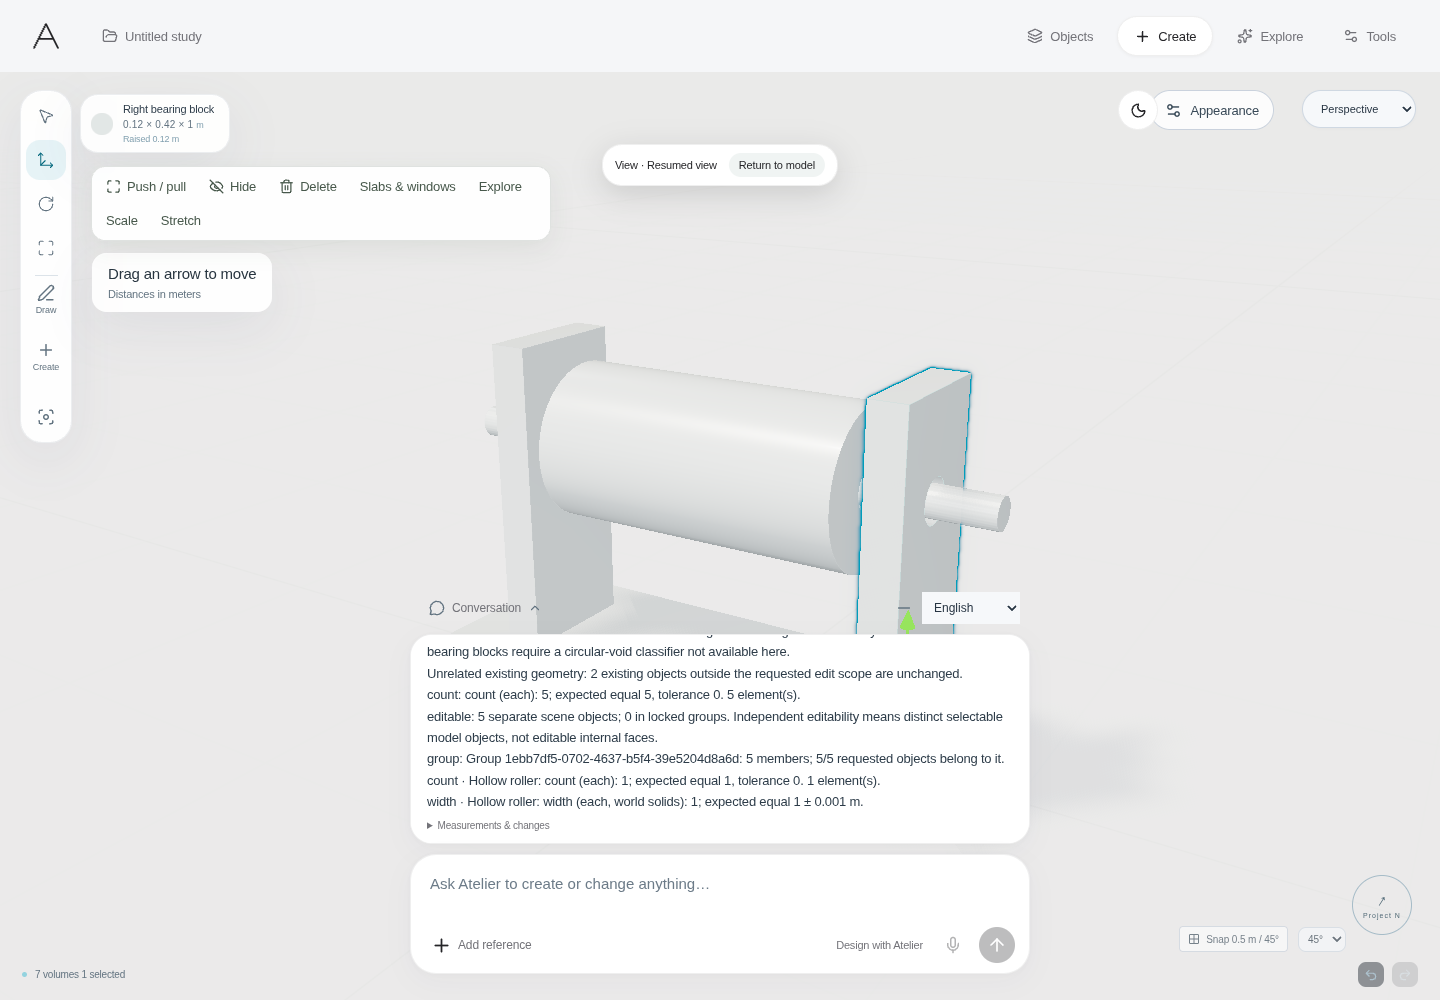 Untitled study
Objects
Create
Explore
Tools
Right bearing block
0.12 × 0.42 × 1 m
Raised 0.12 m
Appearance
Perspective
View · Resumed view
Return to model
Push / pull
Hide
Delete
Slabs & windows
Explore
Scale
Stretch
Drag an arrow to move
Distances in meters
Draw
Create
Conversation
English
bearing blocks require a circular-void classifier not available here.
Unrelated existing geometry: 2 existing objects outside the requested edit scope are unchanged.
count: count (each): 5; expected equal 5, tolerance 0. 5 element(s).
editable: 5 separate scene objects; 0 in locked groups. Independent editability means distinct selectable
model objects, not editable internal faces.
group: Group 1ebb7df5-0702-4637-b5f4-39e5204d8a6d: 5 members; 5/5 requested objects belong to it.
count · Hollow roller: count (each): 1; expected equal 1, tolerance 0. 1 element(s).
width · Hollow roller: width (each, world solids): 1; expected equal 1 ± 0.001 m.
Measurements & changes
Ask Atelier to create or change anything…
Add reference
Design with Atelier
Project N
Snap 0.5 m / 45°
45°
7 volumes 1 selected